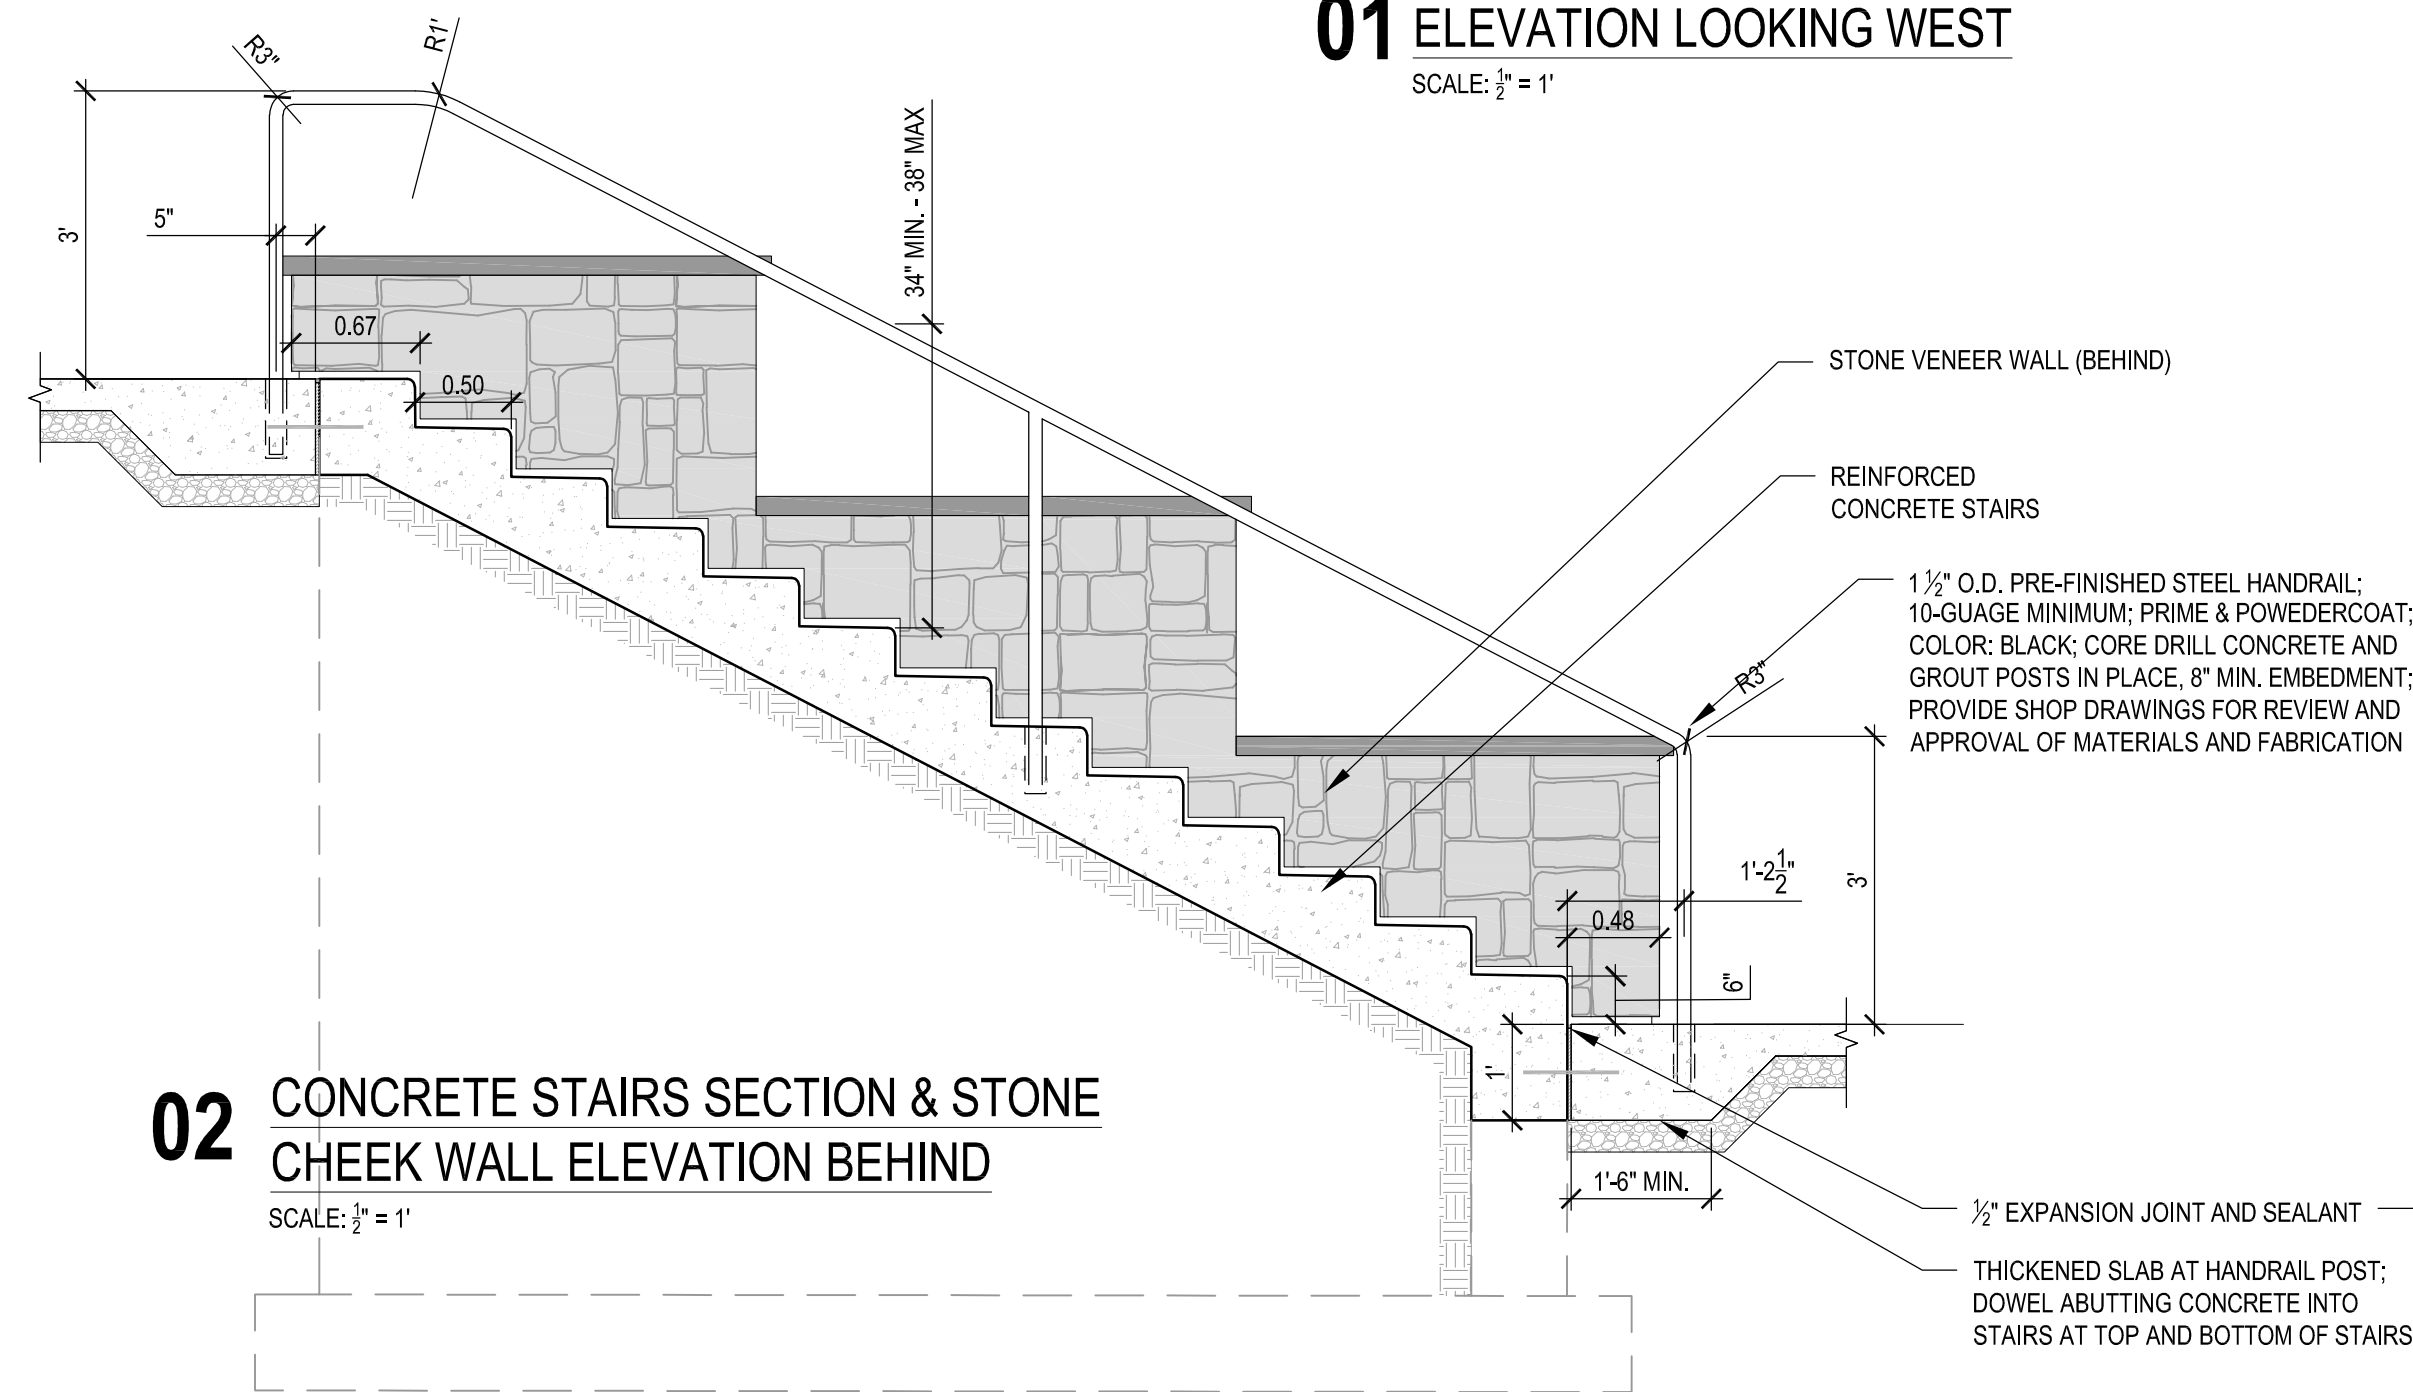 01 ELEVATION LOOKING WEST
SCALE: ½" = 1'
R3"
R1'
3'
5"
34" MIN. - 38" MAX
0.67
0.50
STONE VENEER WALL (BEHIND)
REINFORCED
CONCRETE STAIRS
1 ½" O.D. PRE-FINISHED STEEL HANDRAIL;
10-GUAGE MINIMUM; PRIME & POWEDERCOAT;
COLOR: BLACK; CORE DRILL CONCRETE AND
GROUT POSTS IN PLACE, 8" MIN. EMBEDMENT;
PROVIDE SHOP DRAWINGS FOR REVIEW AND
APPROVAL OF MATERIALS AND FABRICATION
R3"
1'-2½"
3'
0.48
6"
1'
1'-6" MIN.
02 CONCRETE STAIRS SECTION & STONE
CHEEK WALL ELEVATION BEHIND
SCALE: ½" = 1'
½" EXPANSION JOINT AND SEALANT
THICKENED SLAB AT HANDRAIL POST;
DOWEL ABUTTING CONCRETE INTO
STAIRS AT TOP AND BOTTOM OF STAIRS